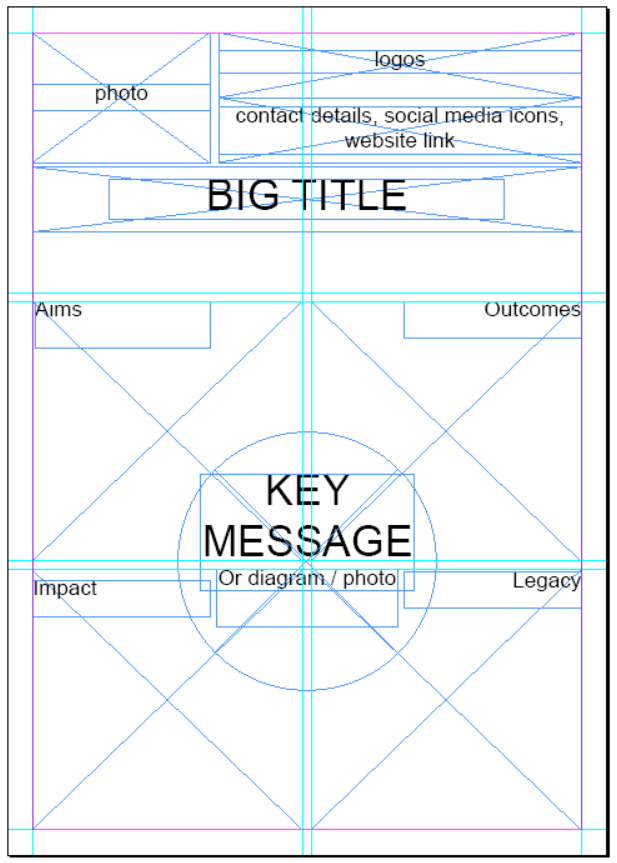 photo
logos
contact details, social media icons,
website link
BIG TITLE
Aims
Outcomes
KEY
MESSAGE
Or diagram / photo
Impact
Legacy